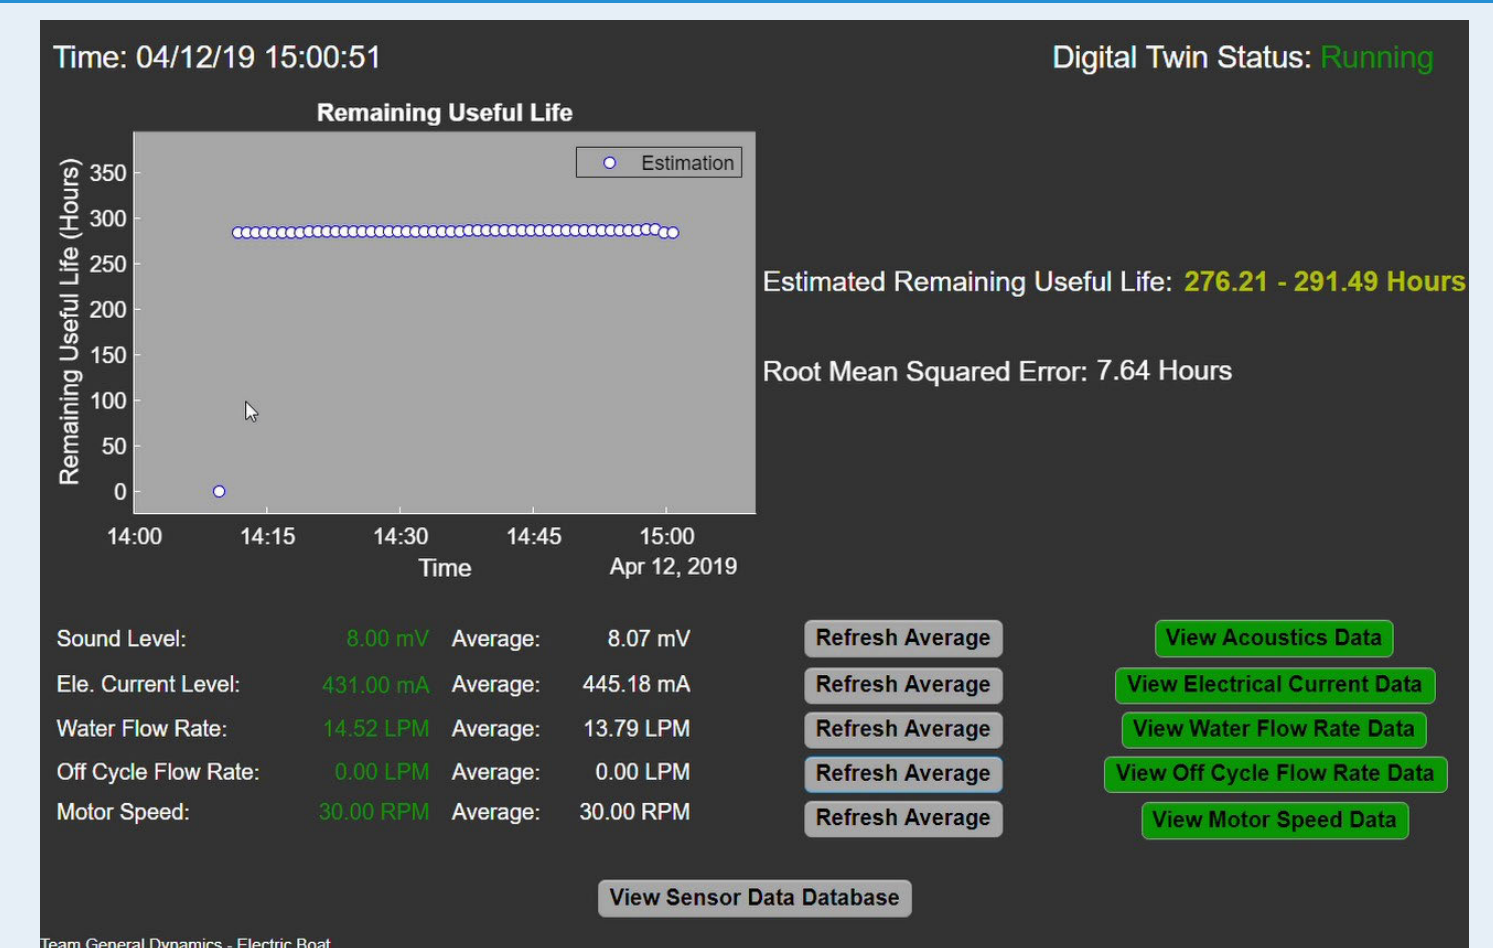 Time: 04/12/19 15:00:51
Digital Twin Status: Running
Remaining Useful Life
Estimation
Remaining Useful Life (Hours)
350
300
250
200
150
100
50
0
14:00 14:15 14:30 14:45 15:00
Time
Apr 12, 2019
Estimated Remaining Useful Life: 276.21 - 291.49 Hours
Root Mean Squared Error: 7.64 Hours
Sound Level: 8.00 mV Average: 8.07 mV Refresh Average View Acoustics Data
Ele. Current Level: 431.00 mA Average: 445.18 mA Refresh Average View Electrical Current Data
Water Flow Rate: 14.52 LPM Average: 13.79 LPM Refresh Average View Water Flow Rate Data
Off Cycle Flow Rate: 0.00 LPM Average: 0.00 LPM Refresh Average View Off Cycle Flow Rate Data
Motor Speed: 30.00 RPM Average: 30.00 RPM Refresh Average View Motor Speed Data
View Sensor Data Database
Team General Dynamics - Electric Boat